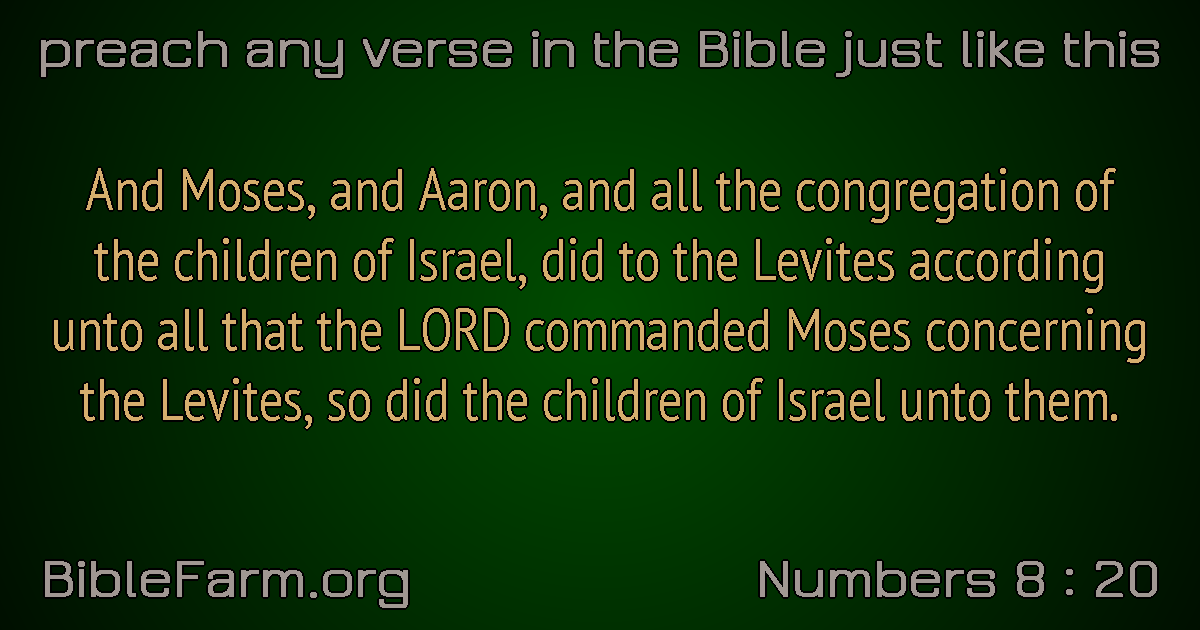 preach any verse in the Bible just like this
And Moses, and Aaron, and all the congregation of
the children of Israel, did to the Levites according
unto all that the LORD commanded Moses concerning
the Levites, so did the children of Israel unto them.
BibleFarm.org
Numbers 8 : 20